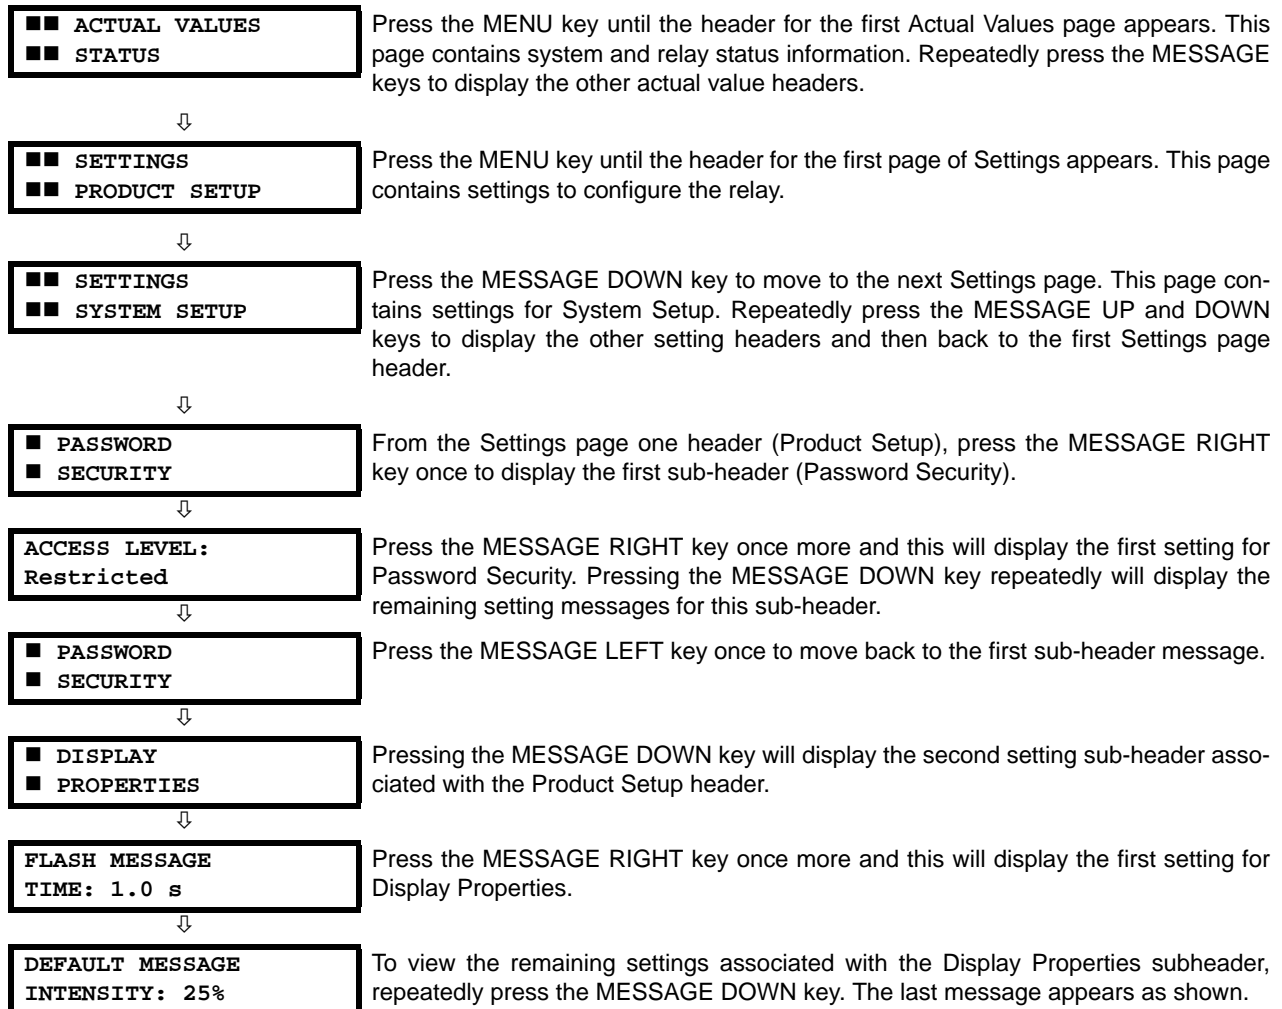 ■■ ACTUAL VALUES
■■ STATUS
Press the MENU key until the header for the first Actual Values page appears. This
page contains system and relay status information. Repeatedly press the MESSAGE
keys to display the other actual value headers.
⇩
■■ SETTINGS
■■ PRODUCT SETUP
Press the MENU key until the header for the first page of Settings appears. This page
contains settings to configure the relay.
⇩
■■ SETTINGS
■■ SYSTEM SETUP
Press the MESSAGE DOWN key to move to the next Settings page. This page con-
tains settings for System Setup. Repeatedly press the MESSAGE UP and DOWN
keys to display the other setting headers and then back to the first Settings page
header.
⇩
■ PASSWORD
■ SECURITY
From the Settings page one header (Product Setup), press the MESSAGE RIGHT
key once to display the first sub-header (Password Security).
⇩
ACCESS LEVEL:
Restricted
Press the MESSAGE RIGHT key once more and this will display the first setting for
Password Security. Pressing the MESSAGE DOWN key repeatedly will display the
remaining setting messages for this sub-header.
⇩
■ PASSWORD
■ SECURITY
Press the MESSAGE LEFT key once to move back to the first sub-header message.
⇩
■ DISPLAY
■ PROPERTIES
Pressing the MESSAGE DOWN key will display the second setting sub-header asso-
ciated with the Product Setup header.
⇩
FLASH MESSAGE
TIME: 1.0 s
Press the MESSAGE RIGHT key once more and this will display the first setting for
Display Properties.
⇩
DEFAULT MESSAGE
INTENSITY: 25%
To view the remaining settings associated with the Display Properties subheader,
repeatedly press the MESSAGE DOWN key. The last message appears as shown.